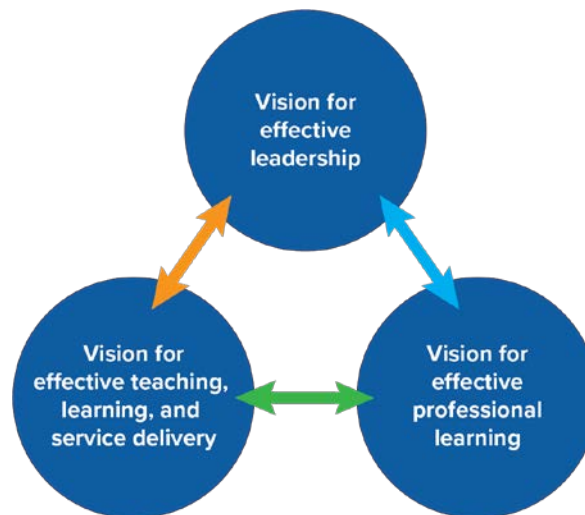 Vision for
effective
leadership
Vision for
effective teaching,
learning, and
service delivery
Vision for
effective
professional
learning